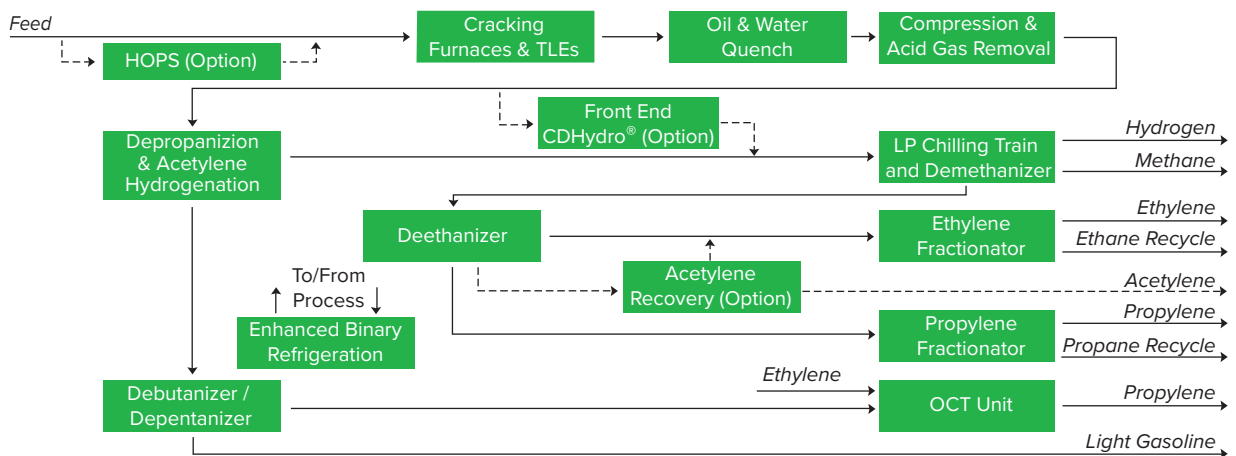 Feed
HOPS (Option)
Cracking
Furnaces & TLEs
Oil & Water
Quench
Compression &
Acid Gas Removal
Front End
CDHydro® (Option)
Depropanizion
& Acetylene
Hydrogenation
LP Chilling Train
and Demethanizer
Hydrogen
Methane
Deethanizer
Ethylene
Fractionator
Ethylene
Ethane Recycle
To/From
Process
Enhanced Binary
Refrigeration
Acetylene
Recovery (Option)
Acetylene
Propylene
Fractionator
Propylene
Propane Recycle
Debutanizer /
Depentanizer
Ethylene
OCT Unit
Propylene
Light Gasoline